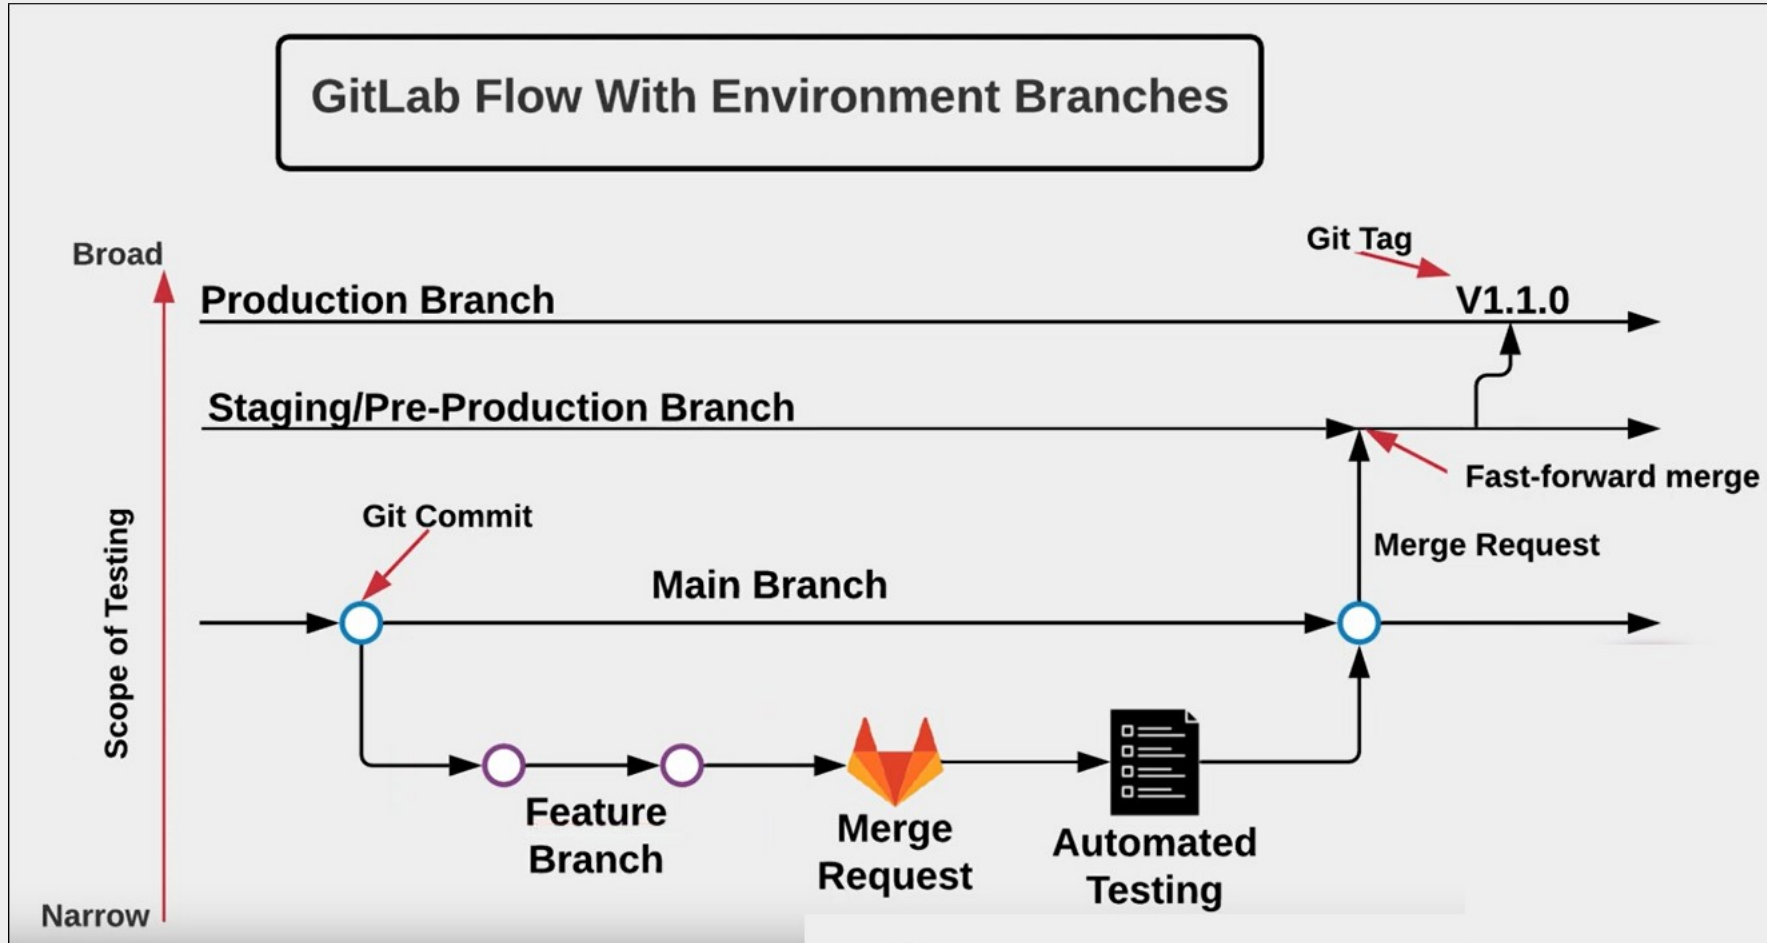 GitLab Flow With Environment Branches
Git Tag
Broad
Production Branch
V1.1.0
Staging/Pre-Production Branch
Fast-forward merge
Git Commit
Merge Request
Main Branch
Scope of Testing
Feature
Branch
Merge
Request
Automated
Testing
Narrow